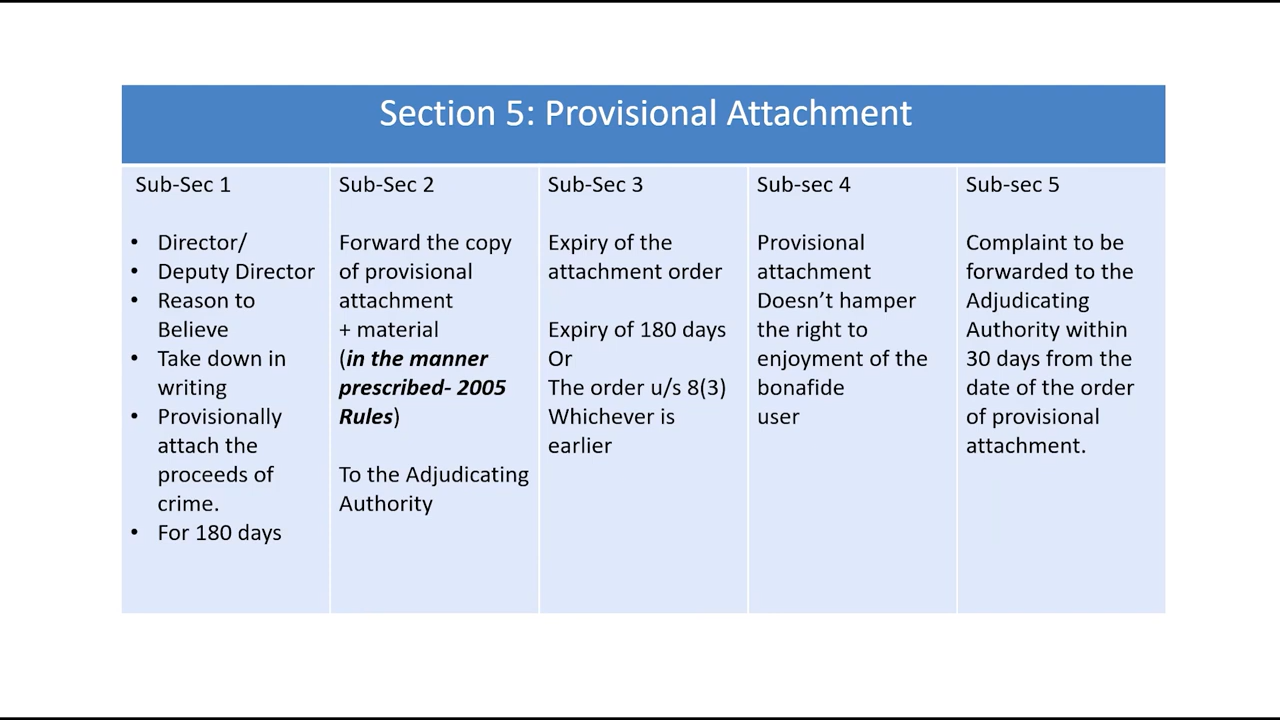 Section 5: Provisional Attachment
Sub-Sec 1
• Director/
• Deputy Director
• Reason to
Believe
• Take down in
writing
• Provisionally
attach the
proceeds of
crime.
• For 180 days
Sub-Sec 2
Forward the copy
of provisional
attachment
+ material
(in the manner
prescribed- 2005
Rules)
To the Adjudicating
Authority
Sub-Sec 3
Expiry of the
attachment order
Expiry of 180 days
Or
The order u/s 8(3)
Whichever is
earlier
Sub-sec 4
Provisional
attachment
Doesn’t hamper
the right to
enjoyment of the
bonafide
user
Sub-sec 5
Complaint to be
forwarded to the
Adjudicating
Authority within
30 days from the
date of the order
of provisional
attachment.